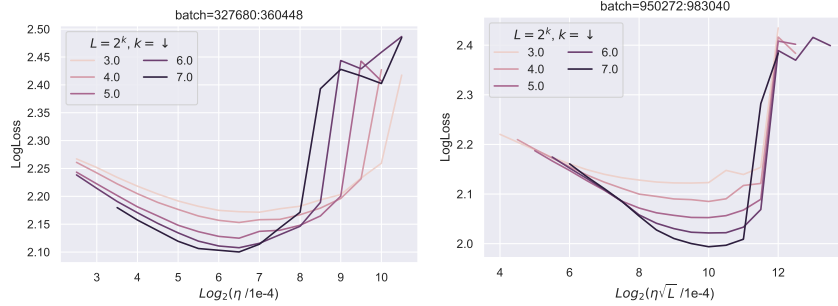 batch=327680:360448
LogLoss
2.50
2.45
2.40
2.35
2.30
2.25
2.20
2.15
2.10
L = 2^k, k = ↓
3.0
4.0
5.0
6.0
7.0
3 4 5 6 7 8 9 10
Log₂(η /1e-4)
batch=950272:983040
LogLoss
2.4
2.3
2.2
2.1
2.0
L = 2^k, k = ↓
3.0
4.0
5.0
6.0
7.0
4 6 8 10 12
Log₂(η√L /1e-4)